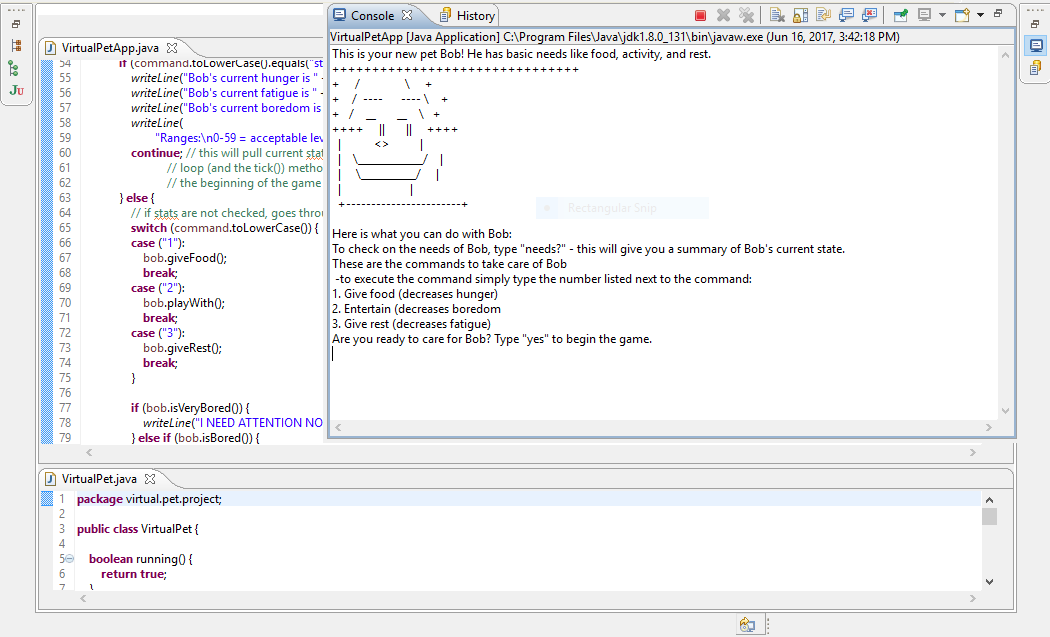 Console
History
VirtualPetApp [Java Application] C:\Program Files\Java\jdk1.8.0_131\bin\javaw.exe (Jun 16, 2017, 3:42:18 PM)
This is your new pet Bob! He has basic needs like food, activity, and rest.
+++++++++++++++++++++++++++++++
+    /            \    +
+   / ----     ---- \   +
+  /   __     __   \  +
++++    ||     ||    ++++
|        <>        |
|   \___________/   |
|    \_________/    |
|                 |
+-----------------------+
Rectangular Snip
Here is what you can do with Bob:
To check on the needs of Bob, type "needs?" - this will give you a summary of Bob's current state.
These are the commands to take care of Bob
-to execute the command simply type the number listed next to the command:
1. Give food (decreases hunger)
2. Entertain (decreases boredom
3. Give rest (decreases fatigue)
Are you ready to care for Bob? Type "yes" to begin the game.
VirtualPetApp.java
54 if (command.toLowerCase().equals("st
55 writeLine("Bob's current hunger is " -
56 writeLine("Bob's current fatigue is " -
57 writeLine("Bob's current boredom is
58 writeLine(
59 "Ranges:\n0-59 = acceptable lev
60 continue; // this will pull current stat
61 // loop (and the tick()) metho
62 // the beginning of the game
63 } else {
64 // if stats are not checked, goes throu
65 switch (command.toLowerCase()) {
66 case ("1"):
67 bob.giveFood();
68 break;
69 case ("2"):
70 bob.playWith();
71 break;
72 case ("3"):
73 bob.giveRest();
74 break;
75 }
76
77 if (bob.isVeryBored()) {
78 writeLine("I NEED ATTENTION NO
79 } else if (bob.isBored()) {
VirtualPet.java
1 package virtual.pet.project;
2
3 public class VirtualPet {
4
5 boolean running() {
6 return true;
7 }
JU